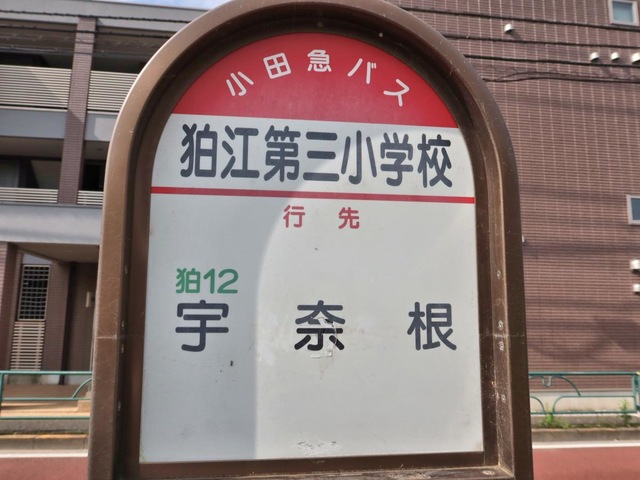 小田急バス
狛江第三小学校
行先
狛12
宇奈根